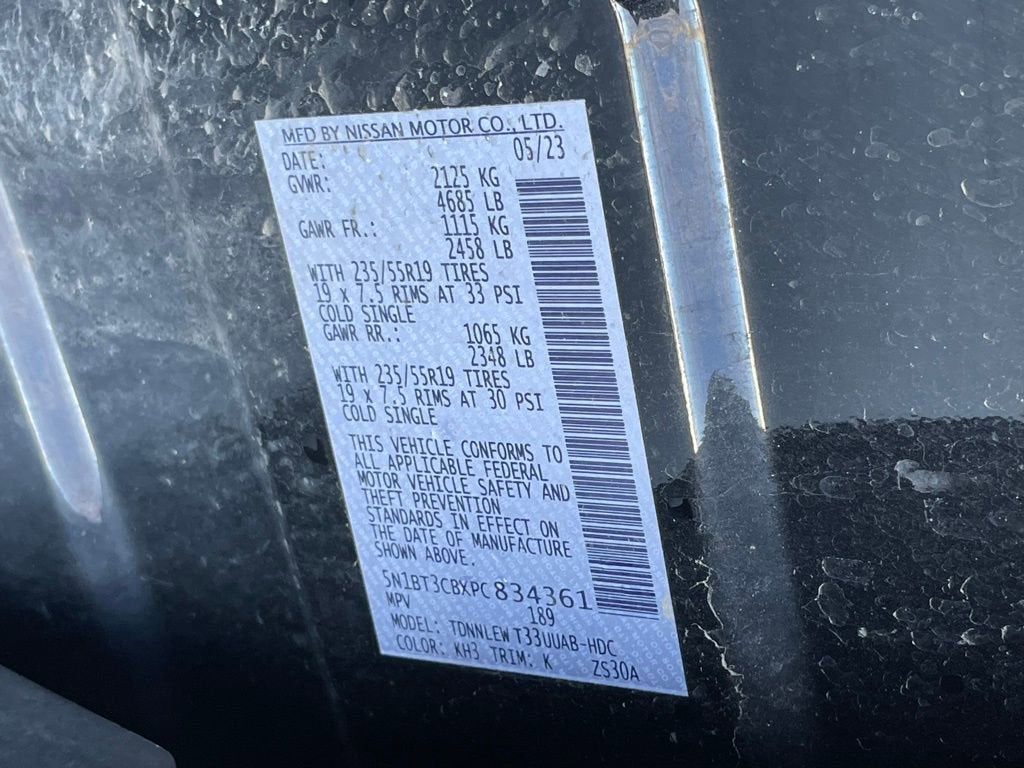 MFD BY NISSAN MOTOR CO., LTD.
DATE: 05/23
GVWR: 2125 KG
4685 LB
GAWR FR.: 1115 KG
2458 LB
WITH 235/55R19 TIRES
19 x 7.5 RIMS AT 33 PSI
COLD SINGLE
GAWR RR.: 1065 KG
2348 LB
WITH 235/55R19 TIRES
19 x 7.5 RIMS AT 30 PSI
COLD SINGLE
THIS VEHICLE CONFORMS TO
ALL APPLICABLE FEDERAL
MOTOR VEHICLE SAFETY AND
THEFT PREVENTION
STANDARDS IN EFFECT ON
THE DATE OF MANUFACTURE
SHOWN ABOVE.
5N1BT3CBXPC834361
MPV 189
MODEL: TDNNLEW T33UUAB-HDC
COLOR: KH3 TRIM: K ZS30A